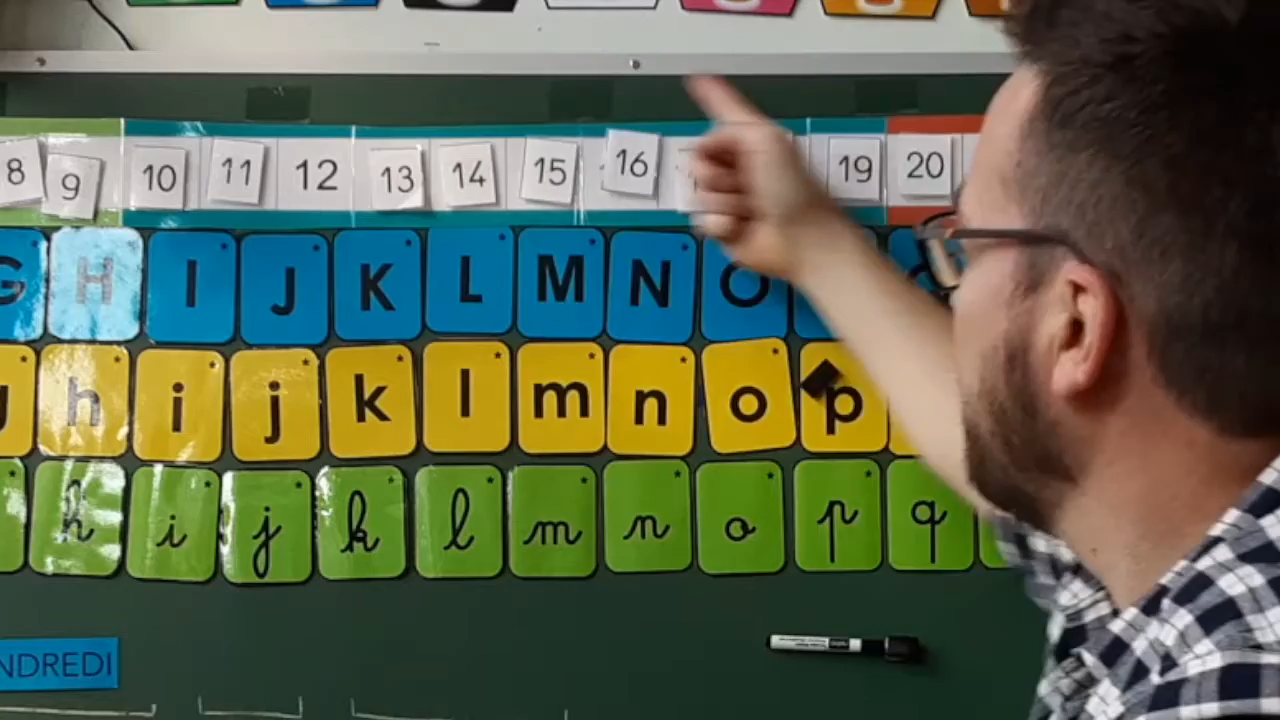 8 9 10 11 12 13 14 15 16 19 20
G H I J K L M N O
h i j k l m n o p
h i j k l m n o p q
NDREDI